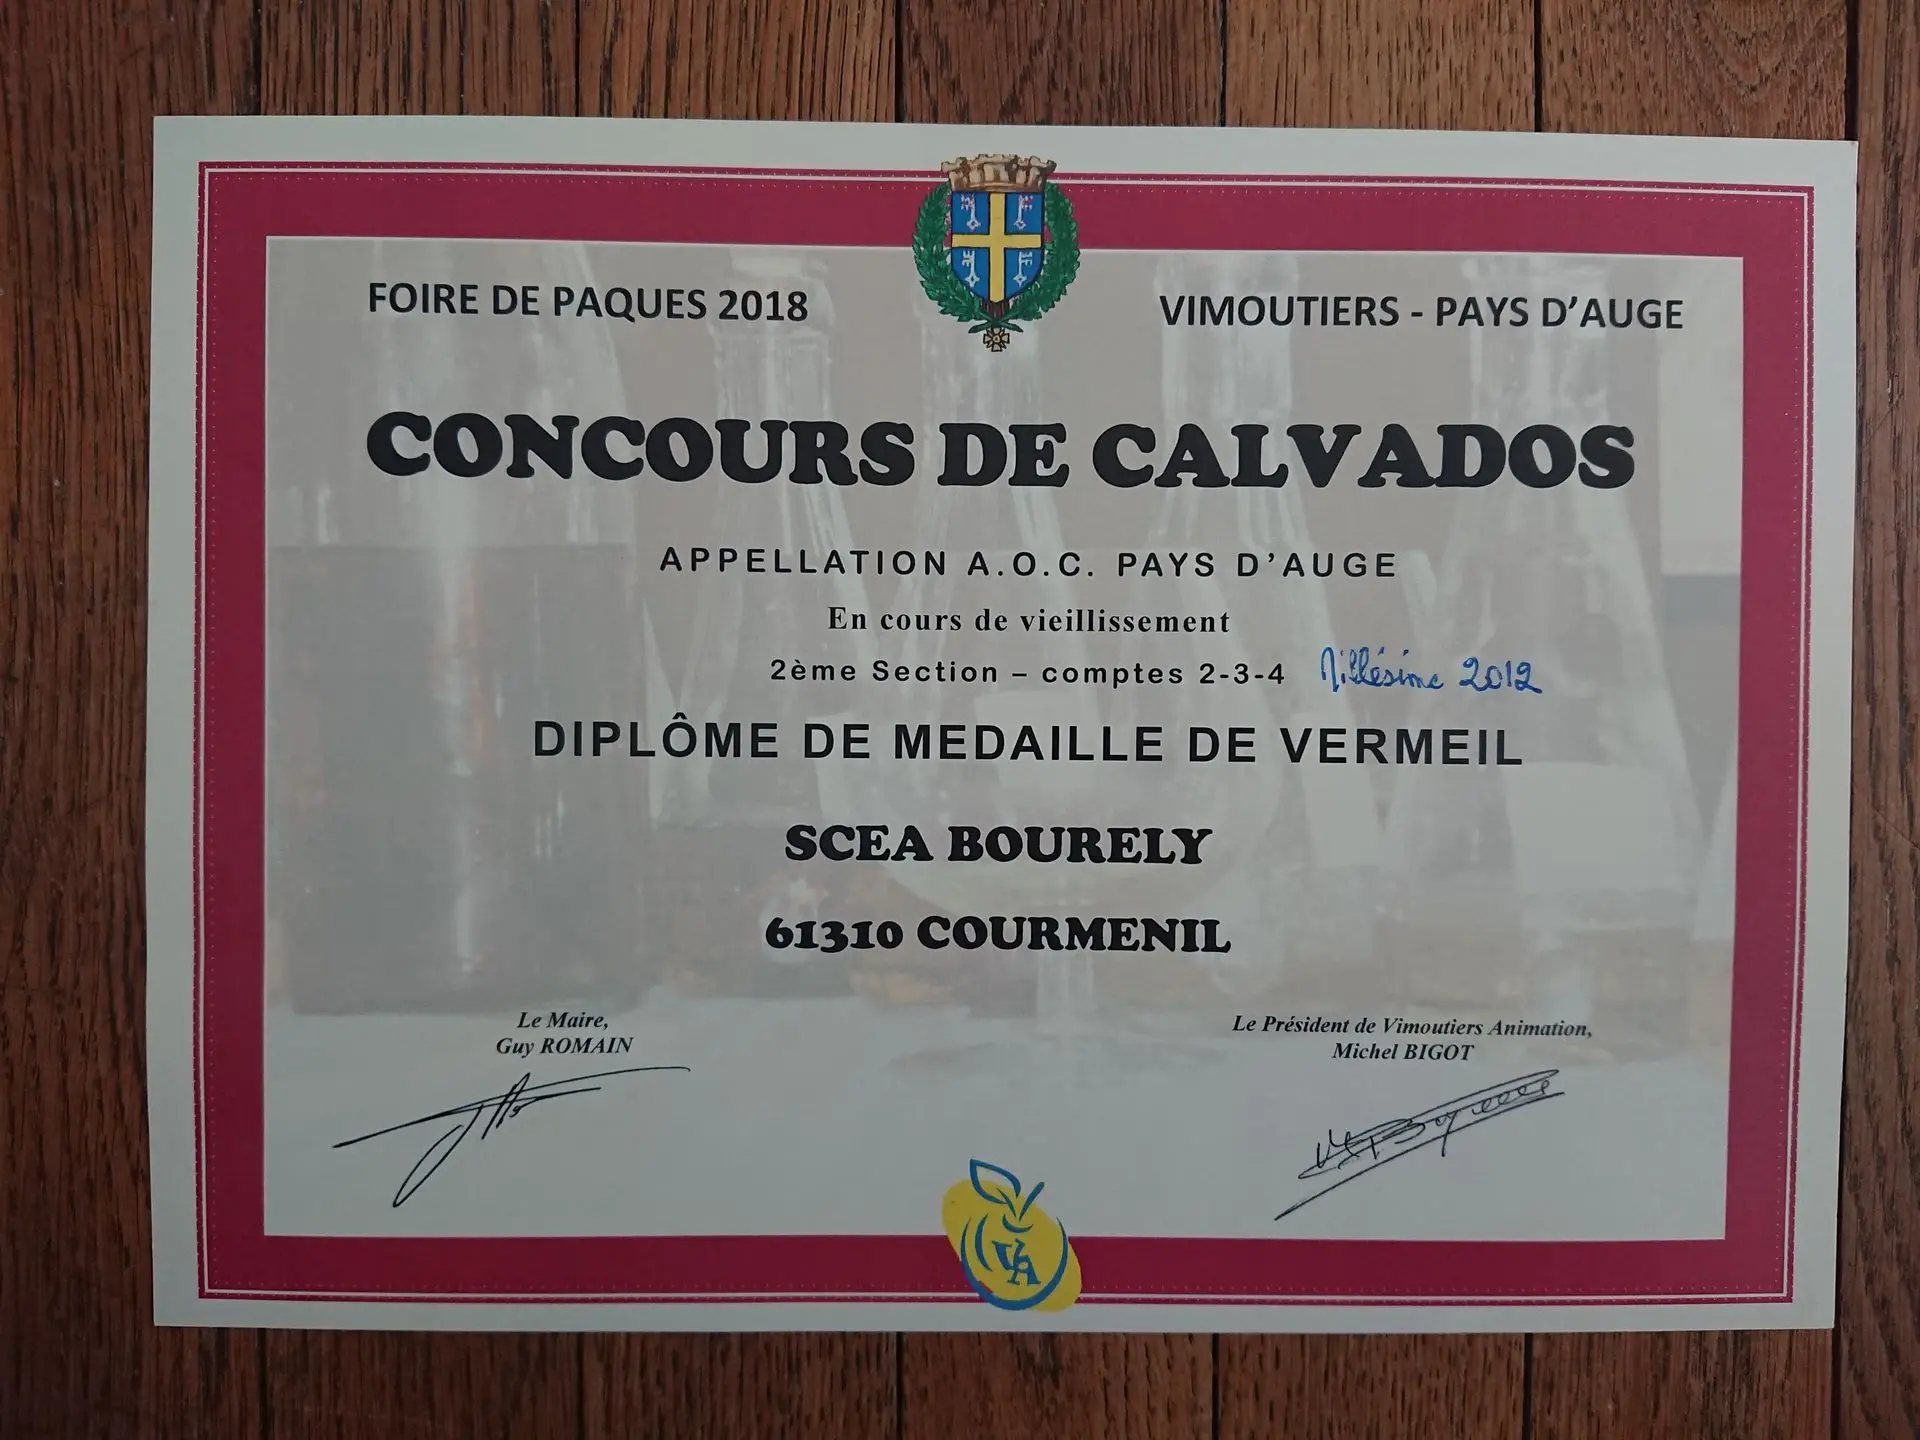 FOIRE DE PAQUES 2018
VIMOUTIERS - PAYS D'AUGE
CONCOURS DE CALVADOS
APPELLATION A.O.C. PAYS D'AUGE
En cours de vieillissement
2ème Section – comptes 2-3-4 Millésime 2012
DIPLÔME DE MEDAILLE DE VERMEIL
SCEA BOURELY
61310 COURMENIL
Le Maire,
Guy ROMAIN
Le Président de Vimoutiers Animation,
Michel BIGOT
VA